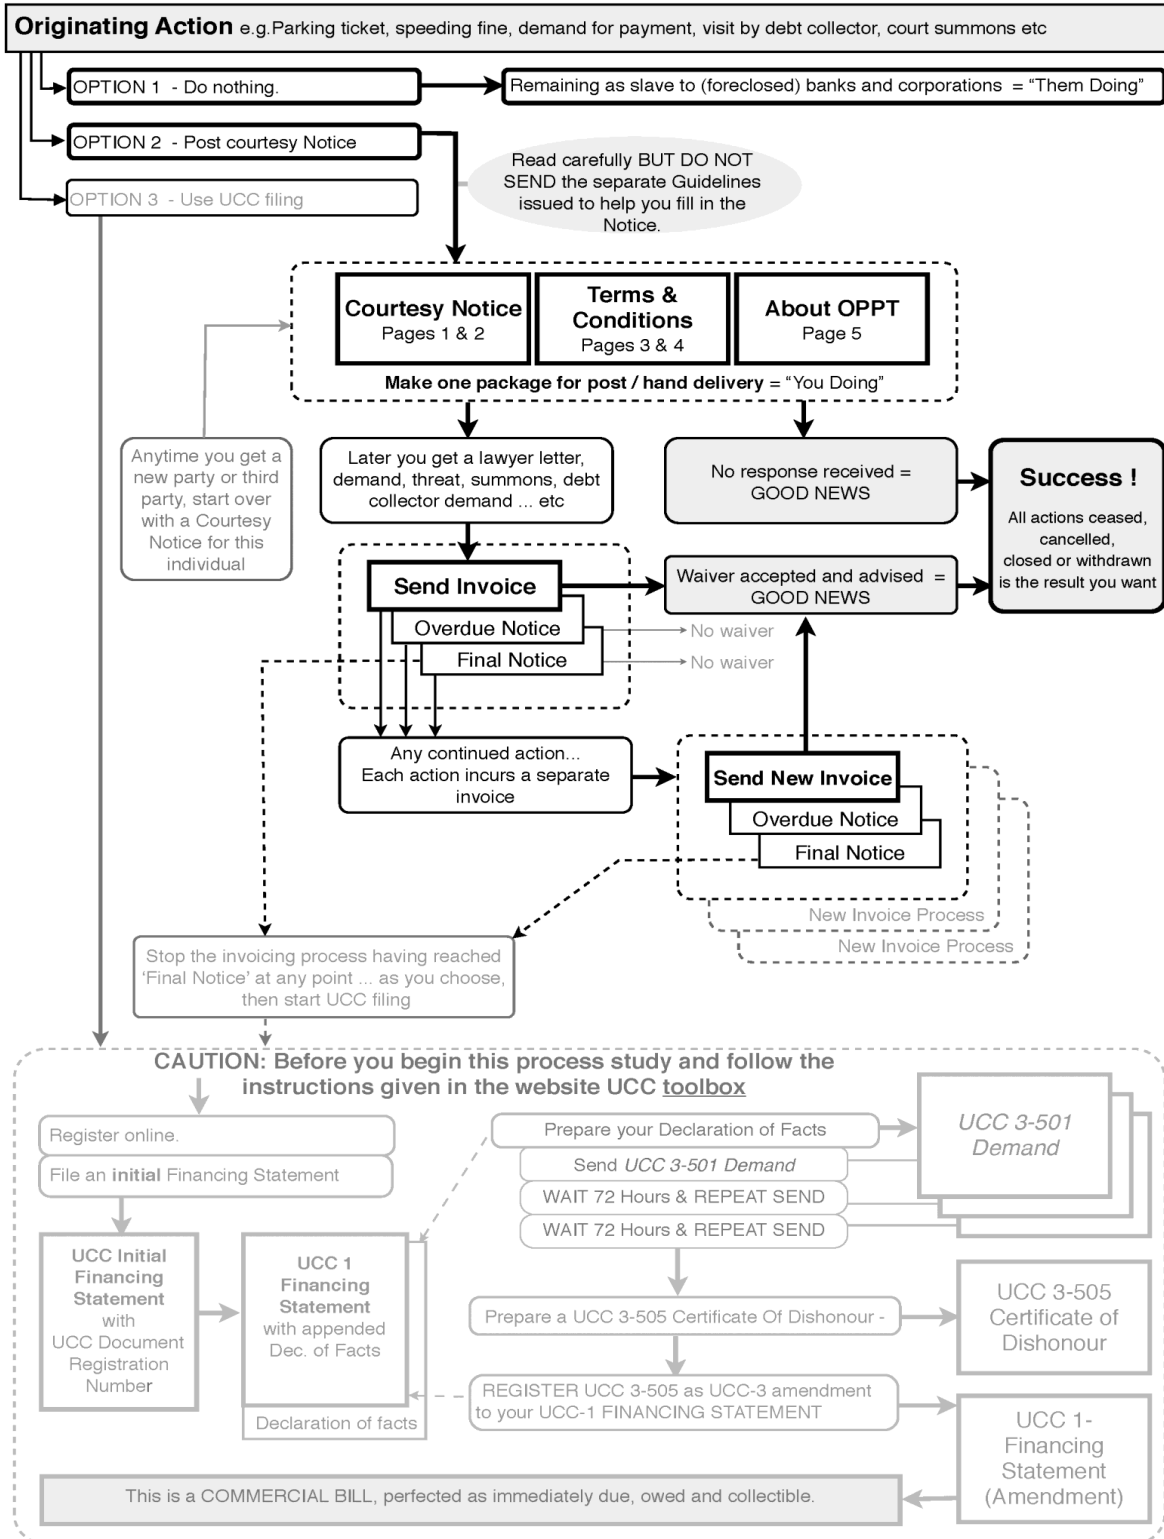 Originating Action e.g.Parking ticket, speeding fine, demand for payment, visit by debt collector, court summons etc
OPTION 1 - Do nothing.
Remaining as slave to (foreclosed) banks and corporations = “Them Doing”
OPTION 2 - Post courtesy Notice
OPTION 3 - Use UCC filing
Read carefully BUT DO NOT
SEND the separate Guidelines
issued to help you fill in the
Notice.
Courtesy Notice
Pages 1 & 2
Terms &
Conditions
Pages 3 & 4
About OPPT
Page 5
Make one package for post / hand delivery = “You Doing”
Anytime you get a
new party or third
party, start over
with a Courtesy
Notice for this
individual
Later you get a lawyer letter,
demand, threat, summons, debt
collector demand ... etc
No response received =
GOOD NEWS
Success !
All actions ceased,
cancelled,
closed or withdrawn
is the result you want
Send Invoice
Overdue Notice
Final Notice
Waiver accepted and advised =
GOOD NEWS
No waiver
No waiver
Any continued action...
Each action incurs a separate
invoice
Send New Invoice
Overdue Notice
Final Notice
New Invoice Process
New Invoice Process
Stop the invoicing process having reached
‘Final Notice’ at any point ... as you choose,
then start UCC filing
CAUTION: Before you begin this process study and follow the
instructions given in the website UCC toolbox
Register online.
File an initial Financing Statement
UCC Initial
Financing
Statement
with
UCC Document
Registration
Number
UCC 1
Financing
Statement
with appended
Dec. of Facts
Declaration of facts
Prepare your Declaration of Facts
Send UCC 3-501 Demand
WAIT 72 Hours & REPEAT SEND
WAIT 72 Hours & REPEAT SEND
UCC 3-501
Demand
Prepare a UCC 3-505 Certificate Of Dishonour -
UCC 3-505
Certificate of
Dishonour
REGISTER UCC 3-505 as UCC-3 amendment
to your UCC-1 FINANCING STATEMENT
UCC 1-
Financing
Statement
(Amendment)
This is a COMMERCIAL BILL, perfected as immediately due, owed and collectible.